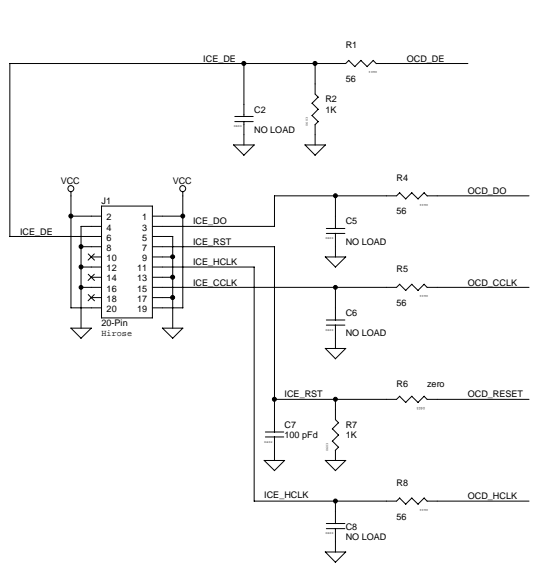 R1
ICE_DE
OCD_DE
56
C2
R2
1K
NO LOAD
VCC
VCC
R4
OCD_DO
J1
56
2 1
ICE_DO
C5
4 3
ICE_DE
6 5
ICE_RST
NO LOAD
8 7
10 9
ICE_HCLK
R5
12 11
14 13
ICE_CCLK
OCD_CCLK
16 15
56
18 17
20 19
C6
20-Pin
Hirose
NO LOAD
R6 zero
ICE_RST
OCD_RESET
C7
100 pFd
R7
1K
R8
ICE_HCLK
OCD_HCLK
56
C8
NO LOAD